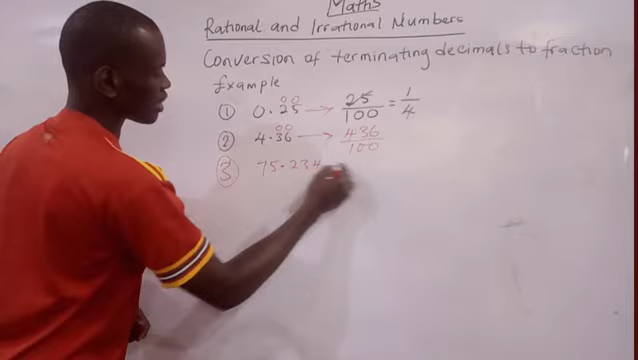 Maths
Rational and Irrational Numbers
Conversion of terminating decimals to fraction
Example
① 0.25 → 25/100 = 1/4
② 4.36 → 436/100
③ 75.234